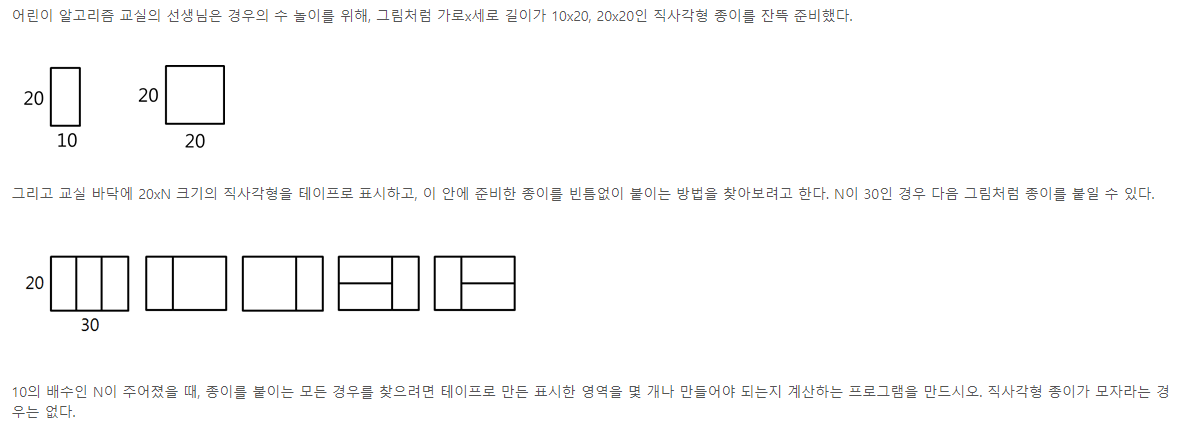 어린이 알고리즘 교실의 선생님은 경우의 수 놀이를 위해, 그림처럼 가로x세로 길이가 10x20, 20x20인 직사각형 종이를 잔뜩 준비했다.
20
10
20
20
그리고 교실 바닥에 20xN 크기의 직사각형을 테이프로 표시하고, 이 안에 준비한 종이를 빈틈없이 붙이는 방법을 찾아보려고 한다. N이 30인 경우 다음 그림처럼 종이를 붙일 수 있다.
20
30
10의 배수인 N이 주어졌을 때, 종이를 붙이는 모든 경우를 찾으려면 테이프로 만든 표시한 영역을 몇 개나 만들어야 되는지 계산하는 프로그램을 만드시오. 직사각형 종이가 모자라는 경
우는 없다.